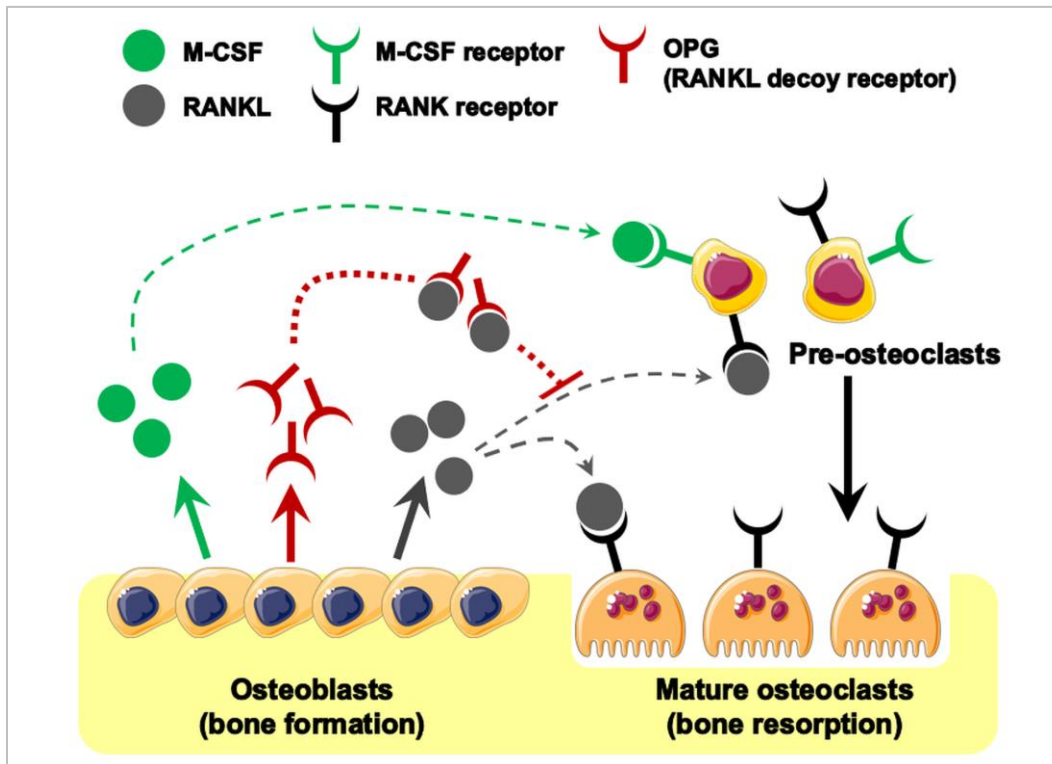 M-CSF
M-CSF receptor
OPG
(RANKL decoy receptor)
RANKL
RANK receptor
Pre-osteoclasts
Osteoblasts
(bone formation)
Mature osteoclasts
(bone resorption)